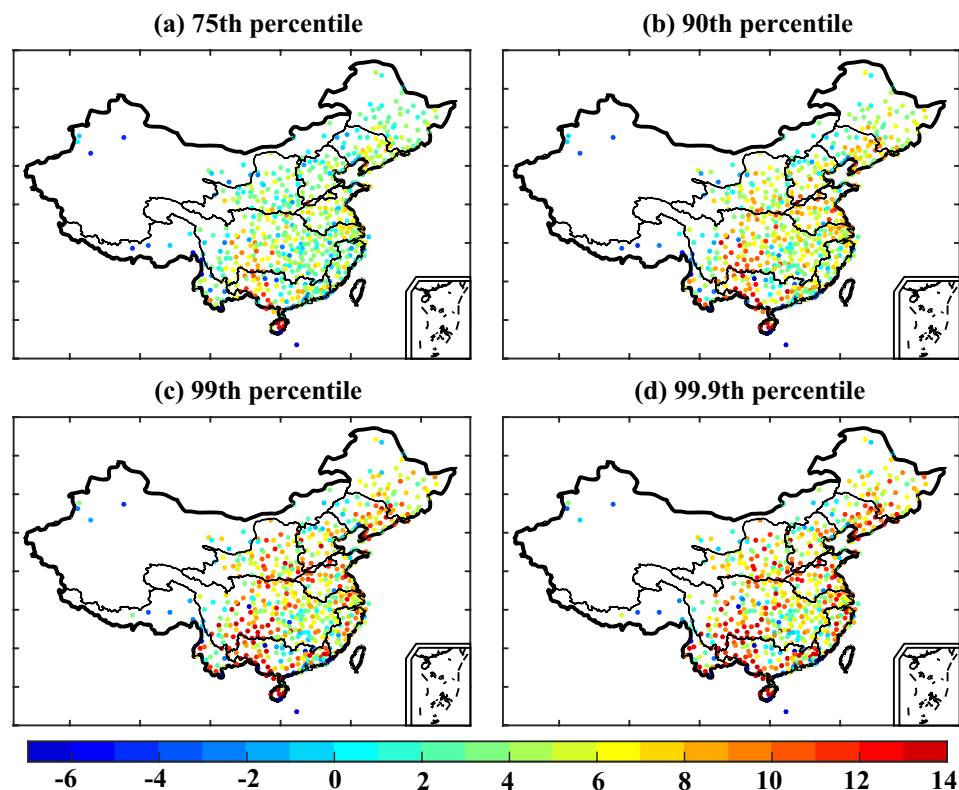 (a) 75th percentile
(b) 90th percentile
(c) 99th percentile
(d) 99.9th percentile
-6 -4 -2 0 2 4 6 8 10 12 14